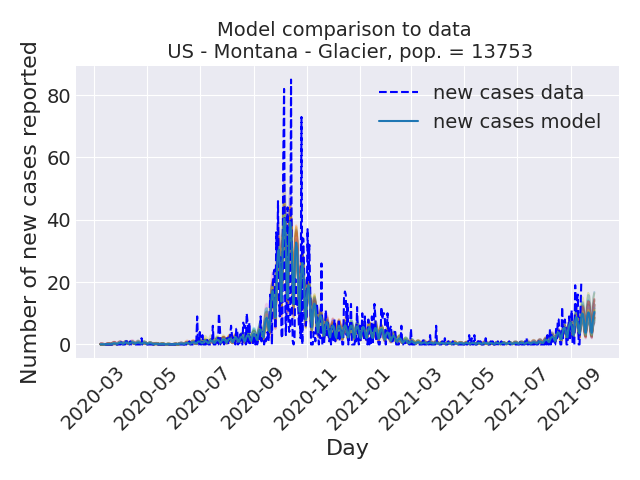 Model comparison to data
US - Montana - Glacier, pop. = 13753
Number of new cases reported
80
60
40
20
0
new cases data
new cases model
2020-03
2020-05
2020-07
2020-09
2020-11
2021-01
2021-03
2021-05
2021-07
2021-09
Day